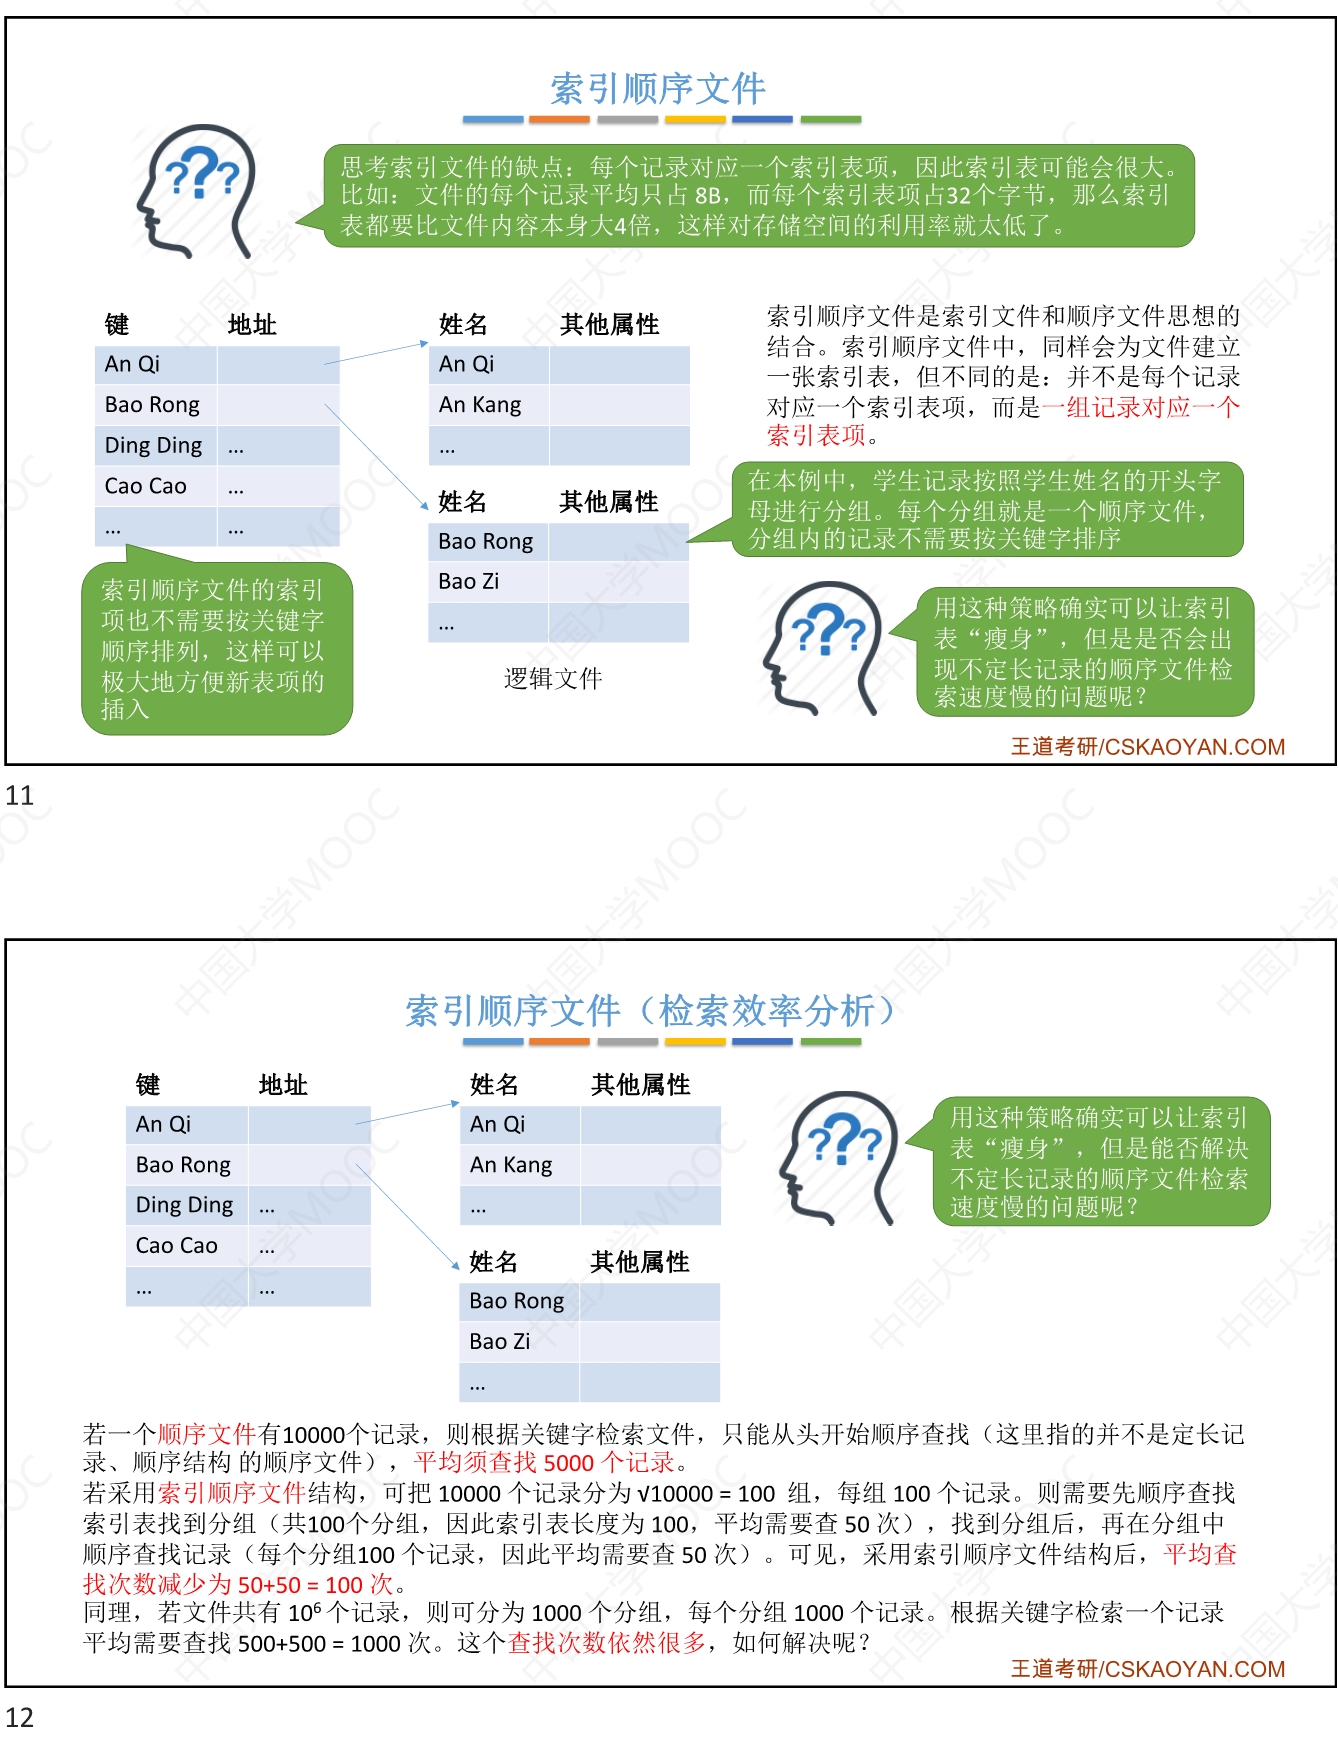 索引顺序文件
思考索引文件的缺点：每个记录对应一个索引表项，因此索引表可能会很大。
比如：文件的每个记录平均只占 8B，而每个索引表项占32个字节，那么索引
表都要比文件内容本身大4倍，这样对存储空间的利用率就太低了。
键 地址
An Qi
Bao Rong
Ding Ding ...
Cao Cao ...
... ...
姓名 其他属性
An Qi
An Kang
...
姓名 其他属性
Bao Rong
Bao Zi
...
逻辑文件
索引顺序文件是索引文件和顺序文件思想的
结合。索引顺序文件中，同样会为文件建立
一张索引表，但不同的是：并不是每个记录
对应一个索引表项，而是一组记录对应一个
索引表项。
在本例中，学生记录按照学生姓名的开头字
母进行分组。每个分组就是一个顺序文件，
分组内的记录不需要按关键字排序
索引顺序文件的索引
项也不需要按关键字
顺序排列，这样可以
极大地方便新表项的
插入
用这种策略确实可以让索引
表“瘦身”，但是是否会出
现不定长记录的顺序文件检
索速度慢的问题呢？
王道考研/CSKAOYAN.COM
11
索引顺序文件（检索效率分析）
键 地址
An Qi
Bao Rong
Ding Ding ...
Cao Cao ...
... ...
姓名 其他属性
An Qi
An Kang
...
姓名 其他属性
Bao Rong
Bao Zi
...
用这种策略确实可以让索引
表“瘦身”，但是能否解决
不定长记录的顺序文件检索
速度慢的问题呢？
若一个顺序文件有10000个记录，则根据关键字检索文件，只能从头开始顺序查找（这里指的并不是定长记
录、顺序结构 的顺序文件），平均须查找 5000 个记录。
若采用索引顺序文件结构，可把 10000 个记录分为 √10000 = 100 组，每组 100 个记录。则需要先顺序查找
索引表找到分组（共100个分组，因此索引表长度为 100，平均需要查 50 次），找到分组后，再在分组中
顺序查找记录（每个分组100 个记录，因此平均需要查 50 次）。可见，采用索引顺序文件结构后，平均查
找次数减少为 50+50 = 100 次。
同理，若文件共有 10⁶ 个记录，则可分为 1000 个分组，每个分组 1000 个记录。根据关键字检索一个记录
平均需要查找 500+500 = 1000 次。这个查找次数依然很多，如何解决呢？
王道考研/CSKAOYAN.COM
12
中国大学MOOC